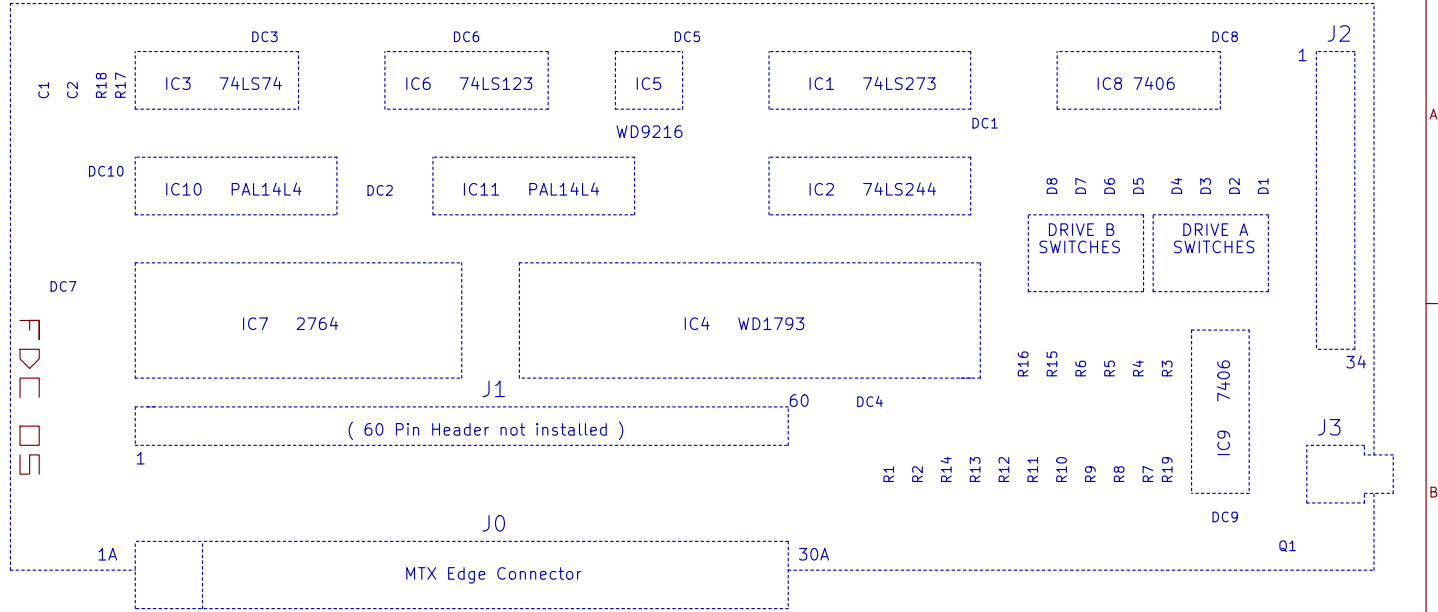 DC3
DC6
DC5
DC8
J2
1
C1
C2
R18
R17
IC3 74LS74
IC6 74LS123
IC5
IC1 74LS273
IC8 7406
A
WD9216
DC1
DC10
IC10 PAL14L4
DC2
IC11 PAL14L4
IC2 74LS244
D8
D7
D6
D5
D4
D3
D2
D1
DRIVE B
SWITCHES
DRIVE A
SWITCHES
DC7
IC7 2764
IC4 WD1793
FDC 05
R16
R15
R6
R5
R4
R3
IC9 7406
34
J1
60
DC4
( 60 Pin Header not installed )
1
J3
R1
R2
R14
R13
R12
R11
R10
R9
R8
R7
R19
B
DC9
J0
Q1
1A
30A
MTX Edge Connector